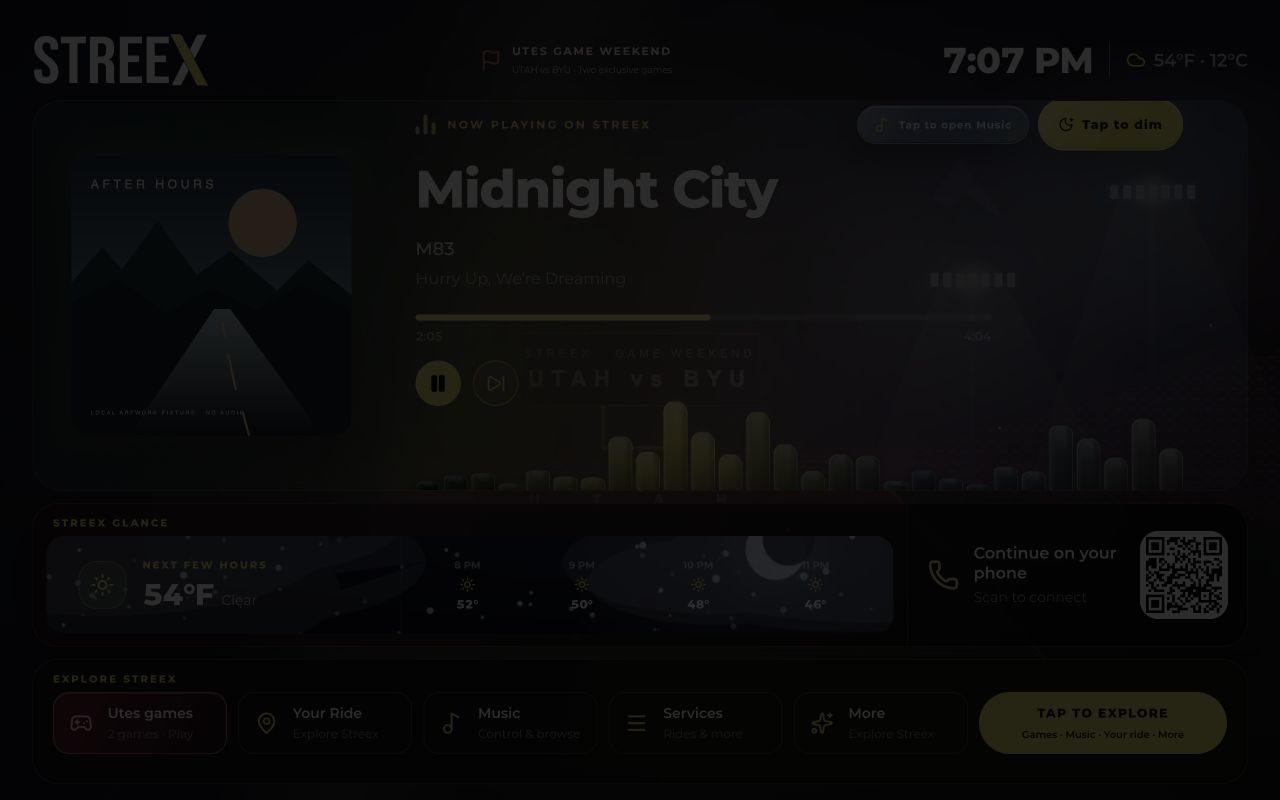 STREEX
UTES GAME WEEKEND
UTAH vs BYU · Two exclusive games
7:07 PM
54°F · 12°C
NOW PLAYING ON STREEX
Tap to open Music
Tap to dim
AFTER HOURS
LOCAL ARTWORK FIXTURE · NO AUDIO
Midnight City
M83
Hurry Up, We're Dreaming
2:05
4:04
STREEX GAME WEEKEND
UTAH vs BYU
U T A H
STREEX GLANCE
NEXT FEW HOURS
54°F Clear
8 PM
52°
9 PM
50°
10 PM
48°
11 PM
46°
Continue on your
phone
Scan to connect
EXPLORE STREEX
Utes games
2 games · Play
Your Ride
Explore Streex
Music
Control & browse
Services
Rides & more
More
Explore Streex
TAP TO EXPLORE
Games · Music · Your ride · More